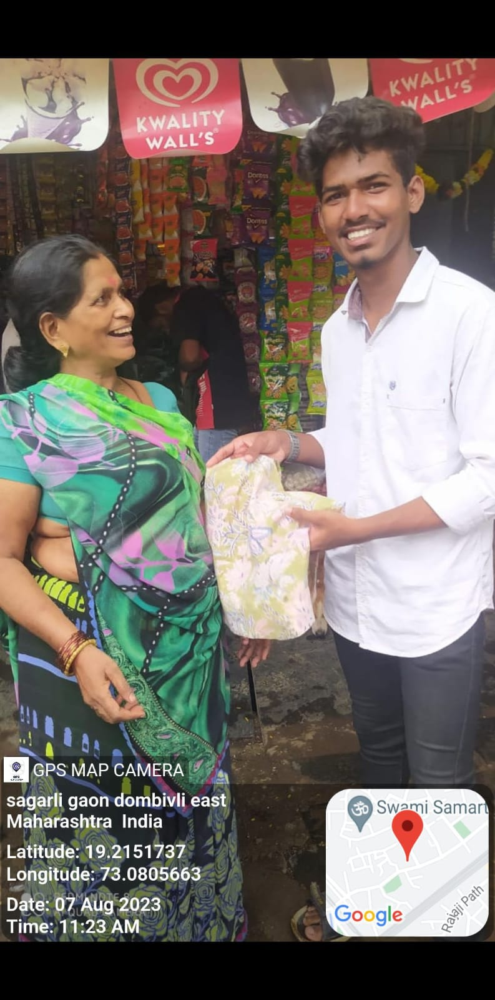 KWALITY
WALL'S
KWALITY
WALL'S
Doritos
Doritos
GPS MAP CAMERA
sagarli gaon dombivli east
Maharashtra India
Latitude: 19.2151737
Longitude: 73.0805663
Date: 07 Aug 2023
Time: 11:23 AM
Swami Samart
Rajaji Path
Google